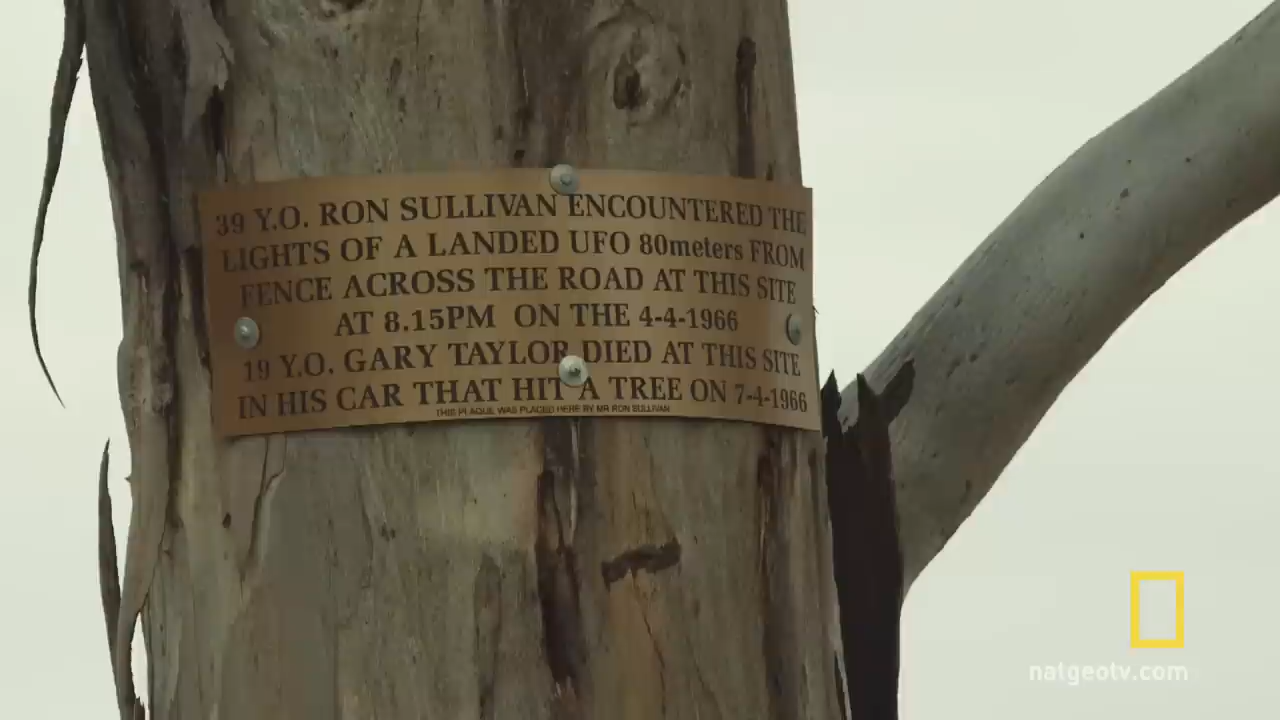 39 Y.O. RON SULLIVAN ENCOUNTERED THE
LIGHTS OF A LANDED UFO 80meters FROM
FENCE ACROSS THE ROAD AT THIS SITE
AT 8.15PM ON THE 4-4-1966
19 Y.O. GARY TAYLOR DIED AT THIS SITE
IN HIS CAR THAT HIT A TREE ON 7-4-1966
THIS PLAQUE WAS PLACED HERE BY MR RON SULLIVAN
natgeotv.com